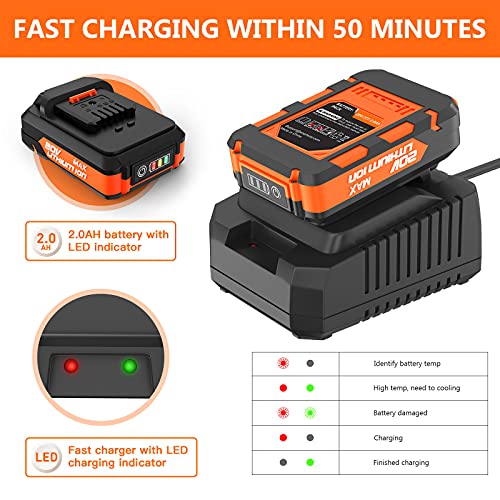 FAST CHARGING WITHIN 50 MINUTES
20V MAX
LITHIUM ION
BATTERY
PACK
20V MAX
LITHIUM ION
2.0
AH
2.0AH battery with
LED indicator
LED
Fast charger with LED
charging indicator
Identify battery temp
High temp, need to cooling
Battery damaged
Charging
Finished charging